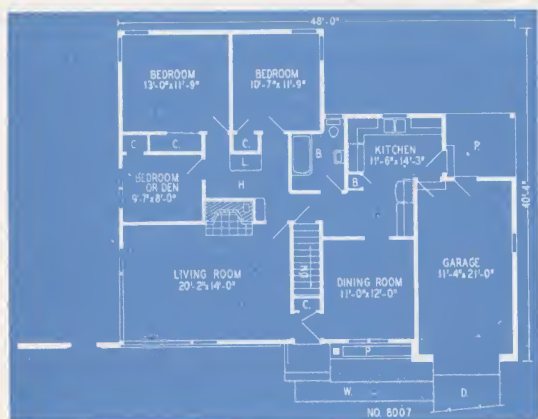 48'-0"
BEDROOM
13'-0"x11'-9"
BEDROOM
10'-7"x11'-9"
C.
C.
C.
L.
B
KITCHEN
11'-6"x14'-3"
P.
BEDROOM
OR DEN
9'-7"x8'-0"
H
B
40'-4"
LIVING ROOM
20'-2"x14'-0"
DN
C.
DINING ROOM
11'-0"x12'-0"
GARAGE
11'-4"x21'-0"
P.
W.
D.
NO. 8007